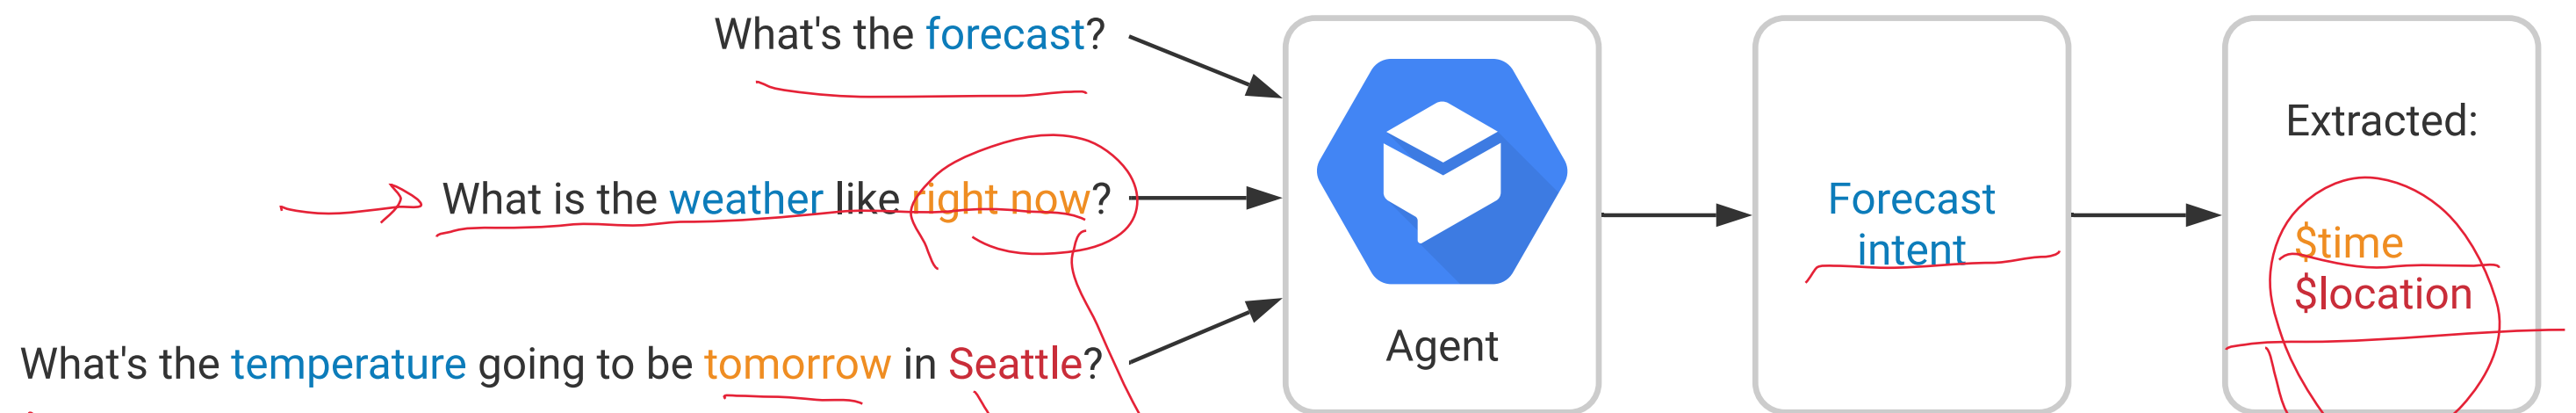 What's the forecast?
What is the weather like right now?
What's the temperature going to be tomorrow in Seattle?
Agent
Forecast
intent
Extracted:
$time
$location